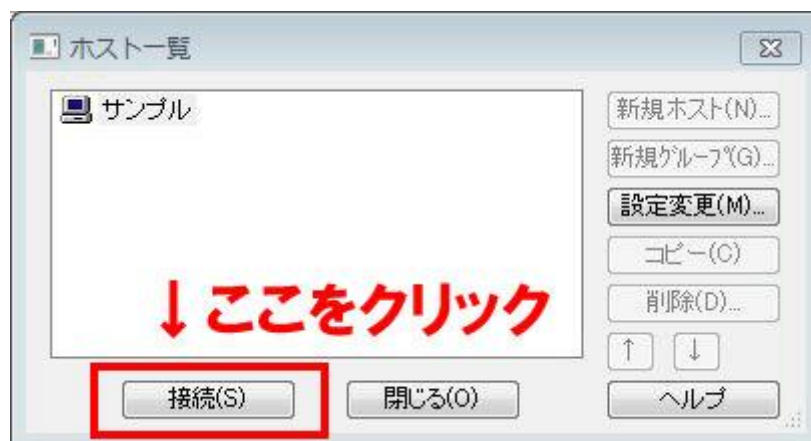 ホスト一覧
サンプル
新規ホスト(N)...
新規ｸﾞﾙｰﾌﾟ(G)...
設定変更(M)...
コピー(C)
削除(D)...
↑ ↓
↓ここをクリック
接続(S) 閉じる(O) ヘルプ